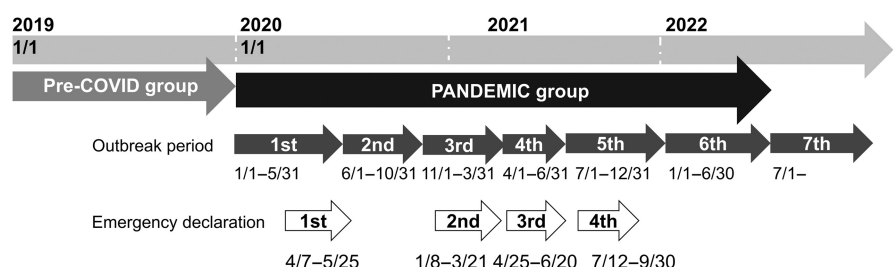 2019 2020 2021 2022
1/1 1/1
Pre-COVID group PANDEMIC group
Outbreak period 1st 2nd 3rd 4th 5th 6th 7th
1/1–5/31 6/1–10/31 11/1–3/31 4/1–6/31 7/1–12/31 1/1–6/30 7/1–
Emergency declaration 1st 2nd 3rd 4th
4/7–5/25 1/8–3/21 4/25–6/20 7/12–9/30